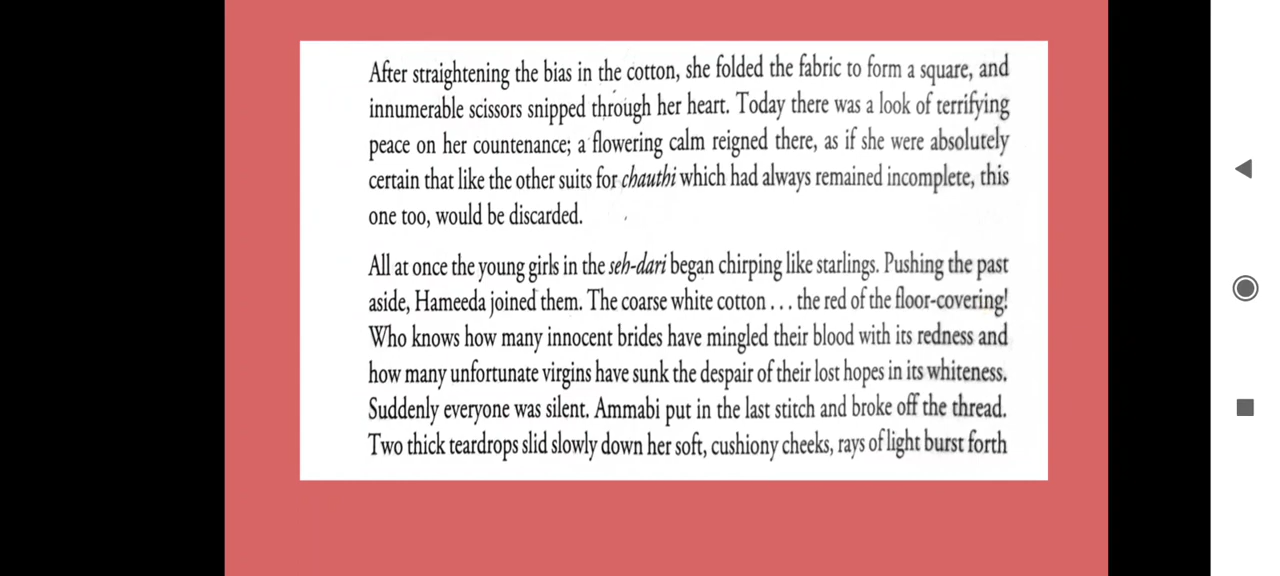 After straightening the bias in the cotton, she folded the fabric to form a square, and
innumerable scissors snipped through her heart. Today there was a look of terrifying
peace on her countenance; a flowering calm reigned there, as if she were absolutely
certain that like the other suits for chauthi which had always remained incomplete, this
one too, would be discarded.
All at once the young girls in the seh-dari began chirping like starlings. Pushing the past
aside, Hameeda joined them. The coarse white cotton . . . the red of the floor-covering!
Who knows how many innocent brides have mingled their blood with its redness and
how many unfortunate virgins have sunk the despair of their lost hopes in its whiteness.
Suddenly everyone was silent. Ammabi put in the last stitch and broke off the thread.
Two thick teardrops slid slowly down her soft, cushiony cheeks, rays of light burst forth